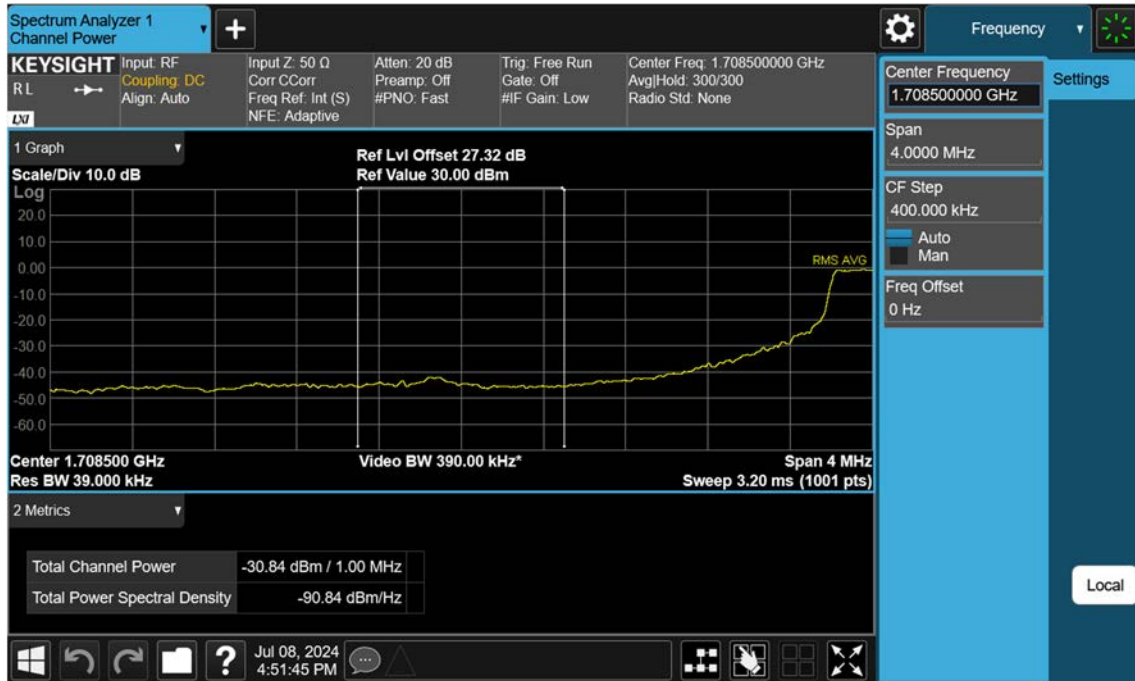 Spectrum Analyzer 1
Channel Power
+
Frequency
KEYSIGHT
R L
LXI
Input: RF
Coupling: DC
Align: Auto
Input Z: 50 Ω
Corr CCorr
Freq Ref: Int (S)
NFE: Adaptive
Atten: 20 dB
Preamp: Off
#PNO: Fast
Trig: Free Run
Gate: Off
#IF Gain: Low
Center Freq: 1.708500000 GHz
Avg|Hold: 300/300
Radio Std: None
Center Frequency
1.708500000 GHz
Settings
Span
4.0000 MHz
CF Step
400.000 kHz
Auto
Man
Freq Offset
0 Hz
Local
1 Graph
Scale/Div 10.0 dB
Ref Lvl Offset 27.32 dB
Ref Value 30.00 dBm
Log
20.0
10.0
0.00
-10.0
-20.0
-30.0
-40.0
-50.0
-60.0
RMS AVG
Center 1.708500 GHz
Res BW 39.000 kHz
Video BW 390.00 kHz*
Span 4 MHz
Sweep 3.20 ms (1001 pts)
2 Metrics
Total Channel Power -30.84 dBm / 1.00 MHz
Total Power Spectral Density -90.84 dBm/Hz
?
Jul 08, 2024
4:51:45 PM